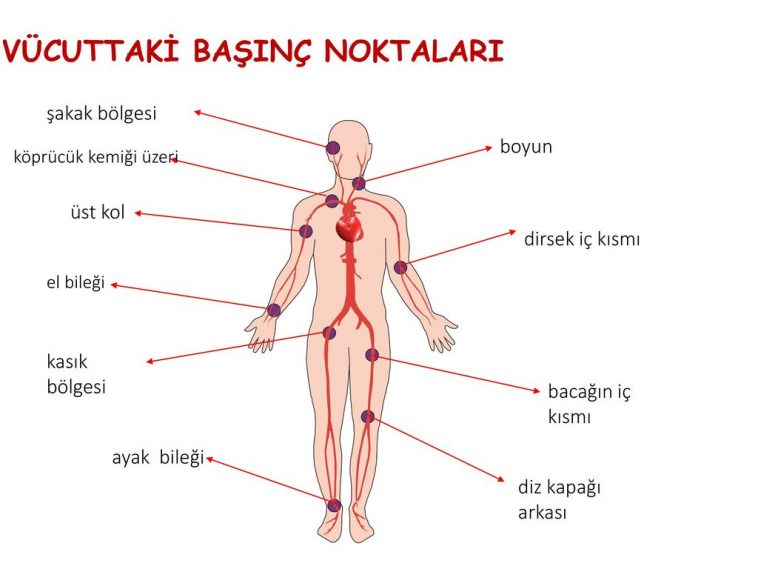 VÜCUTTAKİ BAŞINÇ NOKTALARI
şakak bölgesi
boyun
köprücük kemiği üzeri
üst kol
dirsek iç kısmı
el bileği
kasık
bölgesi
bacağın iç
kısmı
ayak bileği
diz kapağı
arkası